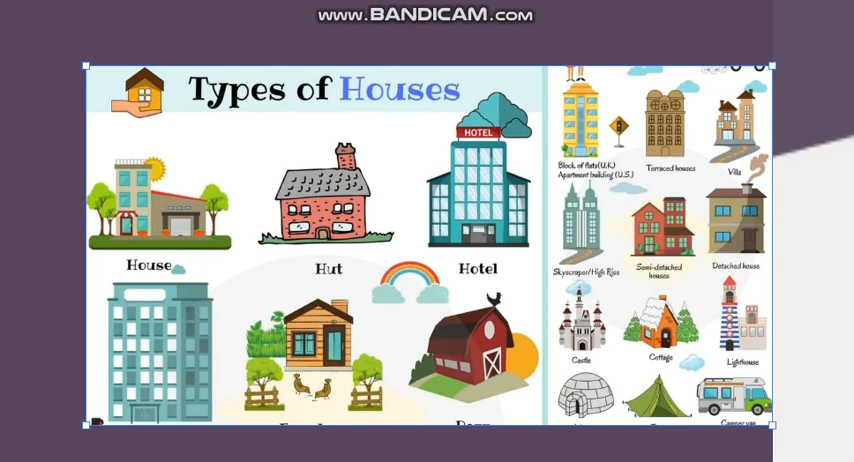 www.BANDICAM.com
Types of Houses
HOTEL
House
Hut
Hotel
Block of flats(U.K)
Apartment building (U.S.)
Terraced houses
Villa
Skyscraper/High Rise
Semi-detached
houses
Detached house
Castle
Cottage
Lighthouse